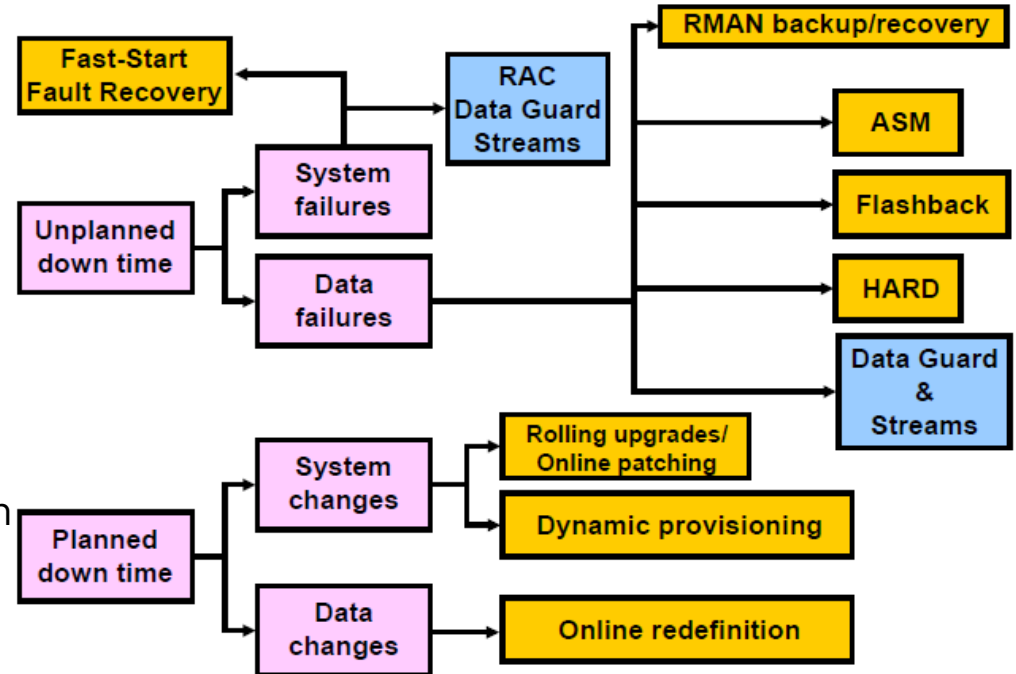 RMAN backup/recovery
Fast-Start
Fault Recovery
RAC
Data Guard
Streams
ASM
System
failures
Flashback
Unplanned
down time
Data
failures
HARD
Data Guard
&
Streams
Rolling upgrades/
Online patching
System
changes
n
Planned
down time
Dynamic provisioning
Data
changes
Online redefinition